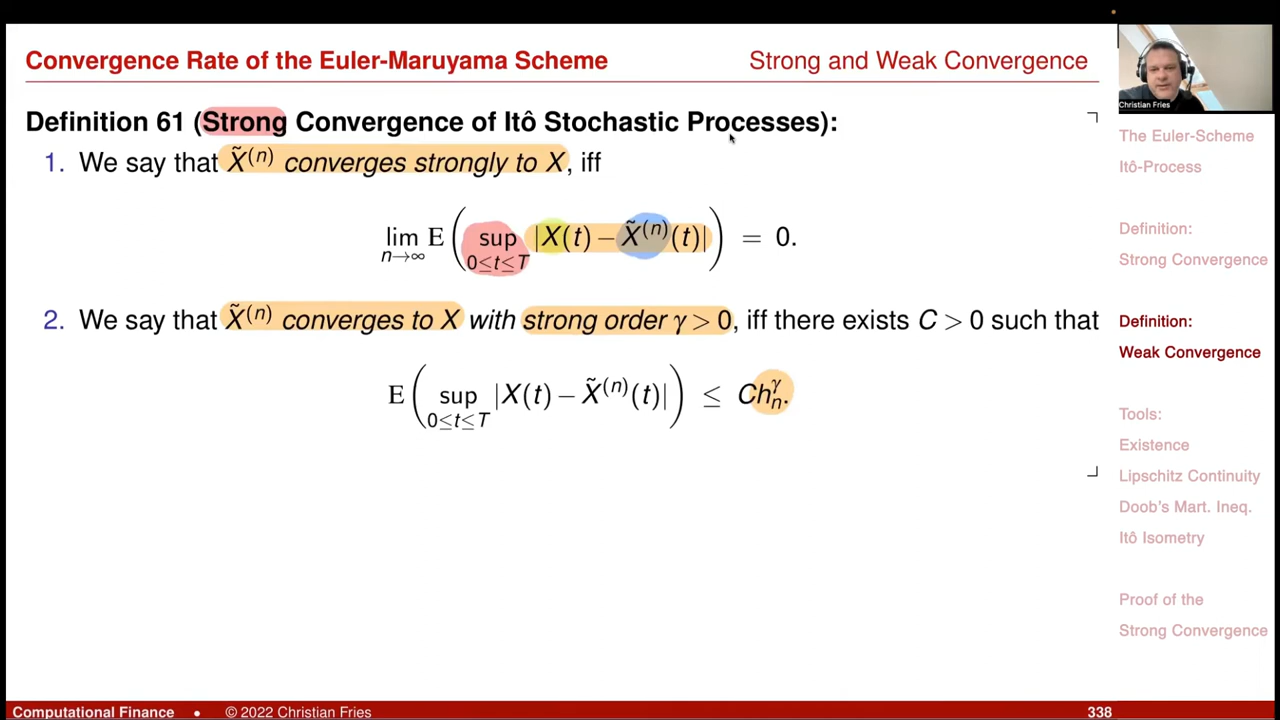 Convergence Rate of the Euler-Maruyama Scheme
Strong and Weak Convergence
Christian Fries
Definition 61 (Strong Convergence of Itô Stochastic Processes):
1. We say that X̃⁽ⁿ⁾ converges strongly to X, iff
lim n→∞ E ( sup 0≤t≤T |X(t) − X̃⁽ⁿ⁾(t)| ) = 0.
2. We say that X̃⁽ⁿ⁾ converges to X with strong order γ > 0, iff there exists C > 0 such that
E ( sup 0≤t≤T |X(t) − X̃⁽ⁿ⁾(t)| ) ≤ Ch_n^γ.
The Euler-Scheme
Itô-Process
Definition:
Strong Convergence
Definition:
Weak Convergence
Tools:
Existence
Lipschitz Continuity
Doob's Mart. Ineq.
Itô Isometry
Proof of the
Strong Convergence
Computational Finance • © 2022 Christian Fries
338